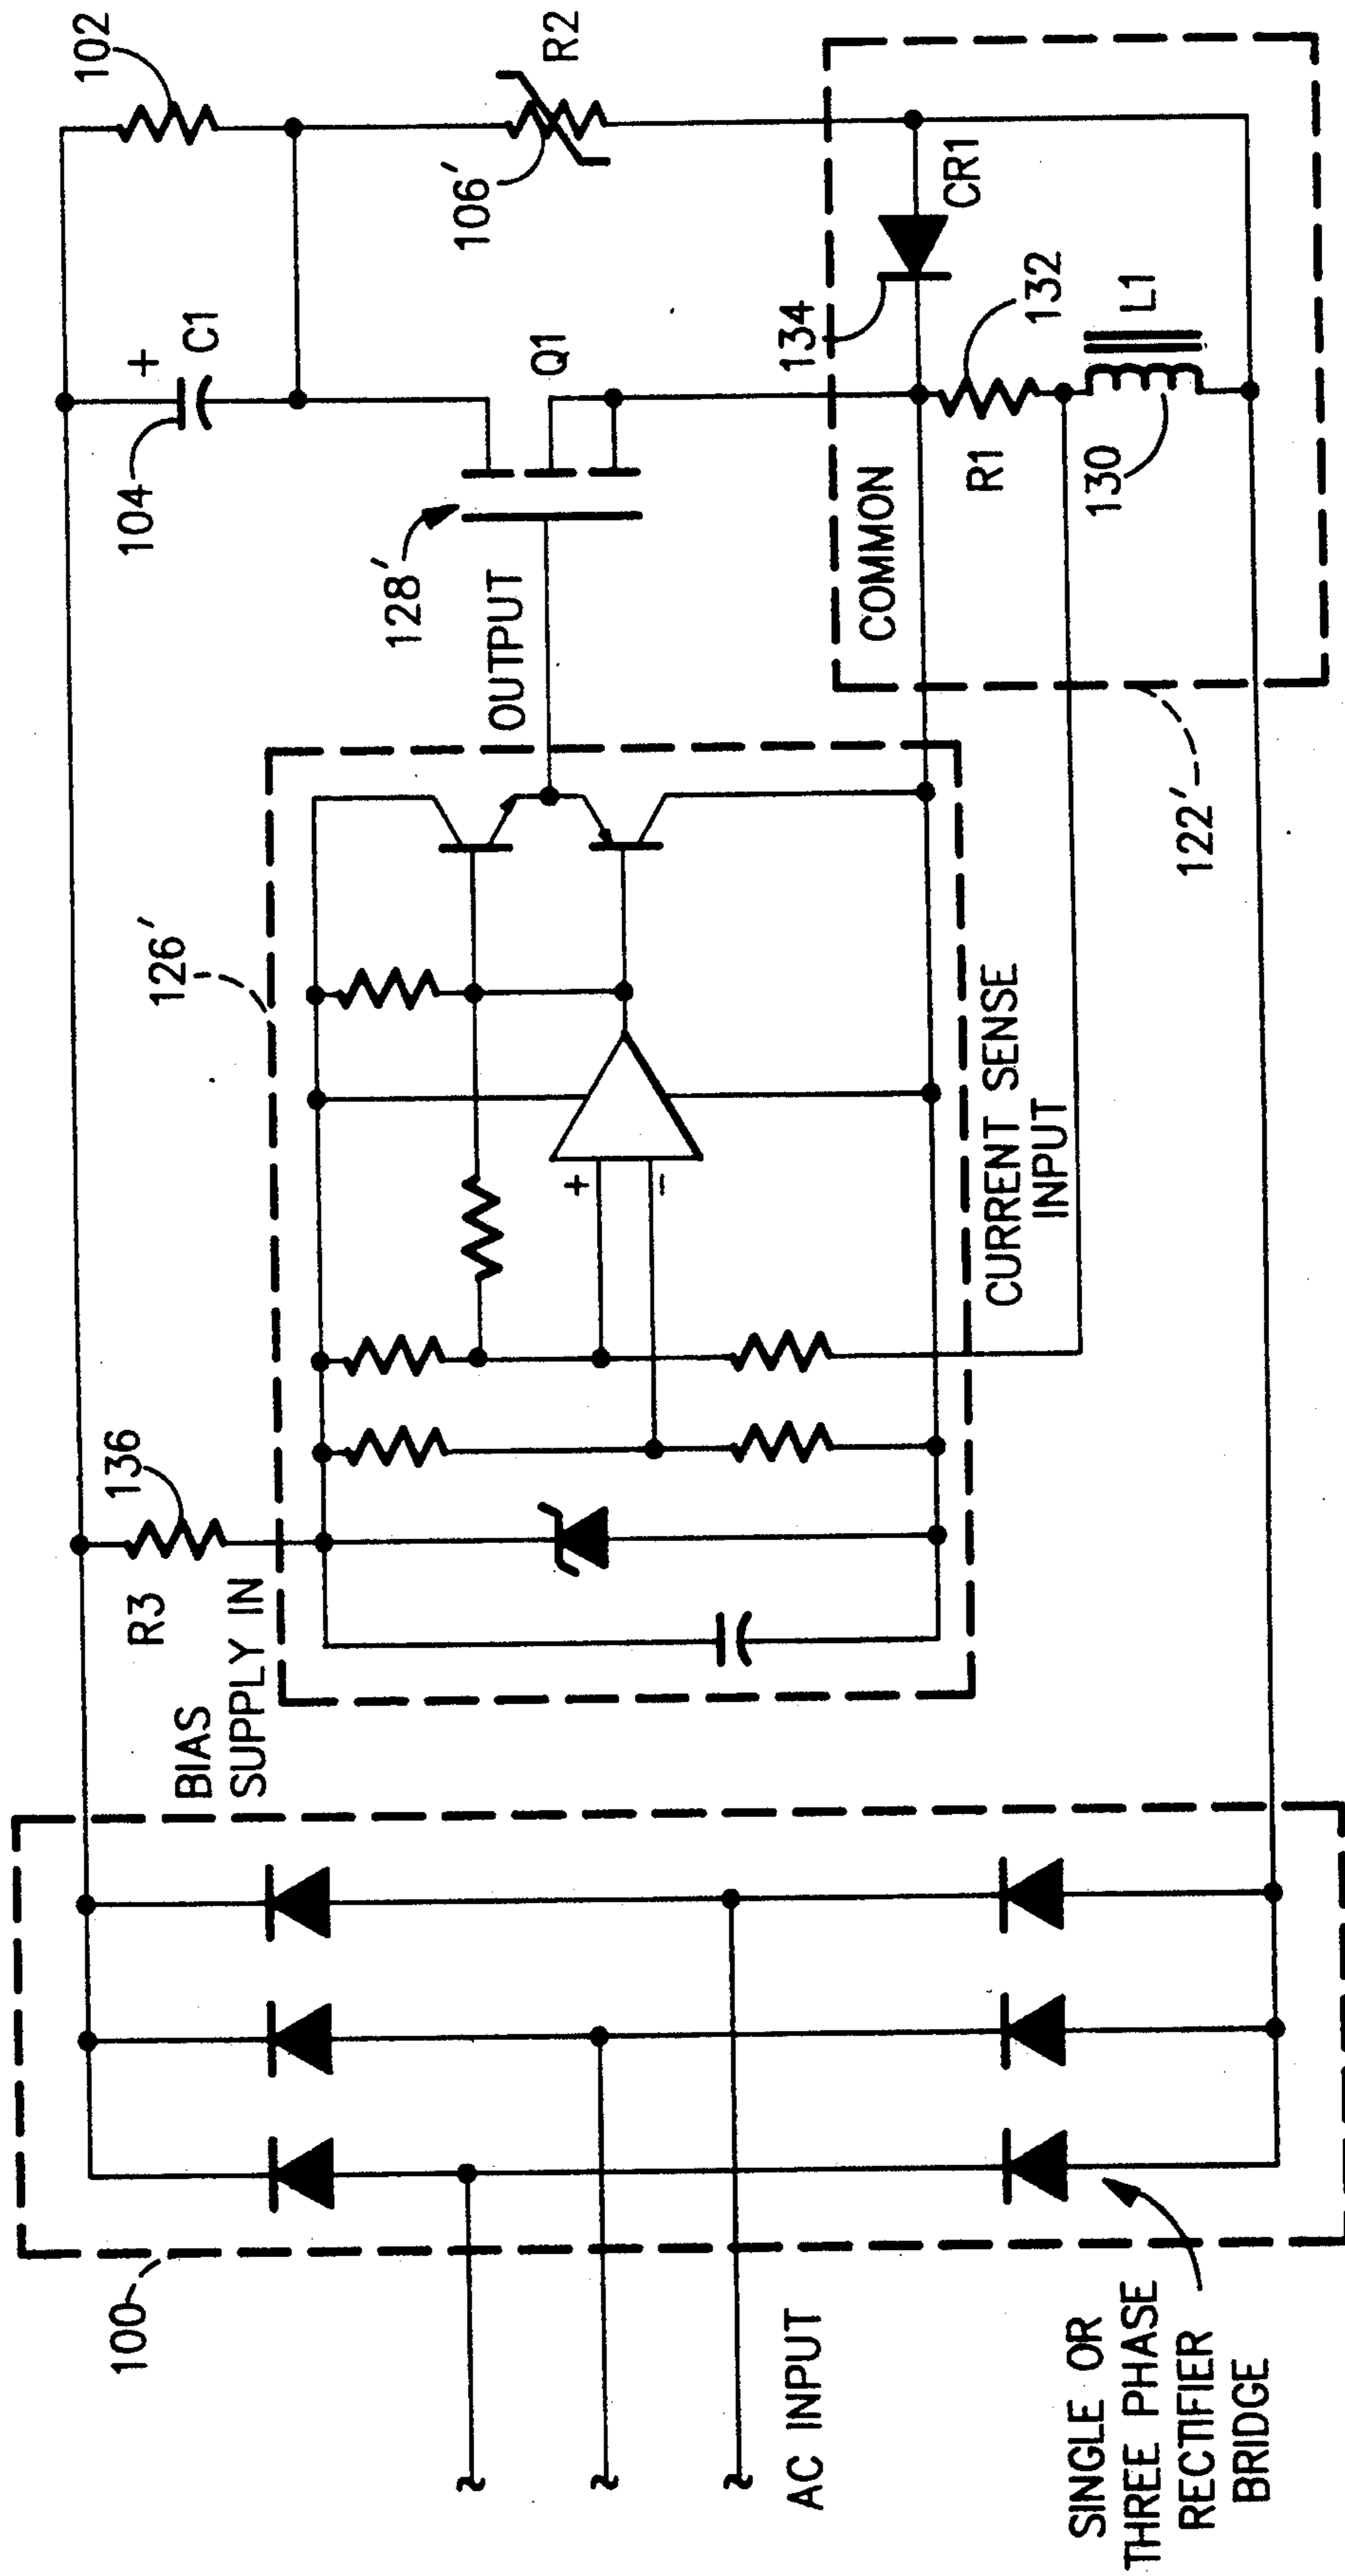 100
AC INPUT
SINGLE OR
THREE PHASE
RECTIFIER
BRIDGE
BIAS
SUPPLY IN
R3
136
126'
+
−
CURRENT SENSE
INPUT
OUTPUT
128'
Q1
104
+
C1
102
106'
R2
COMMON
134
CR1
R1
132
130
L1
122'